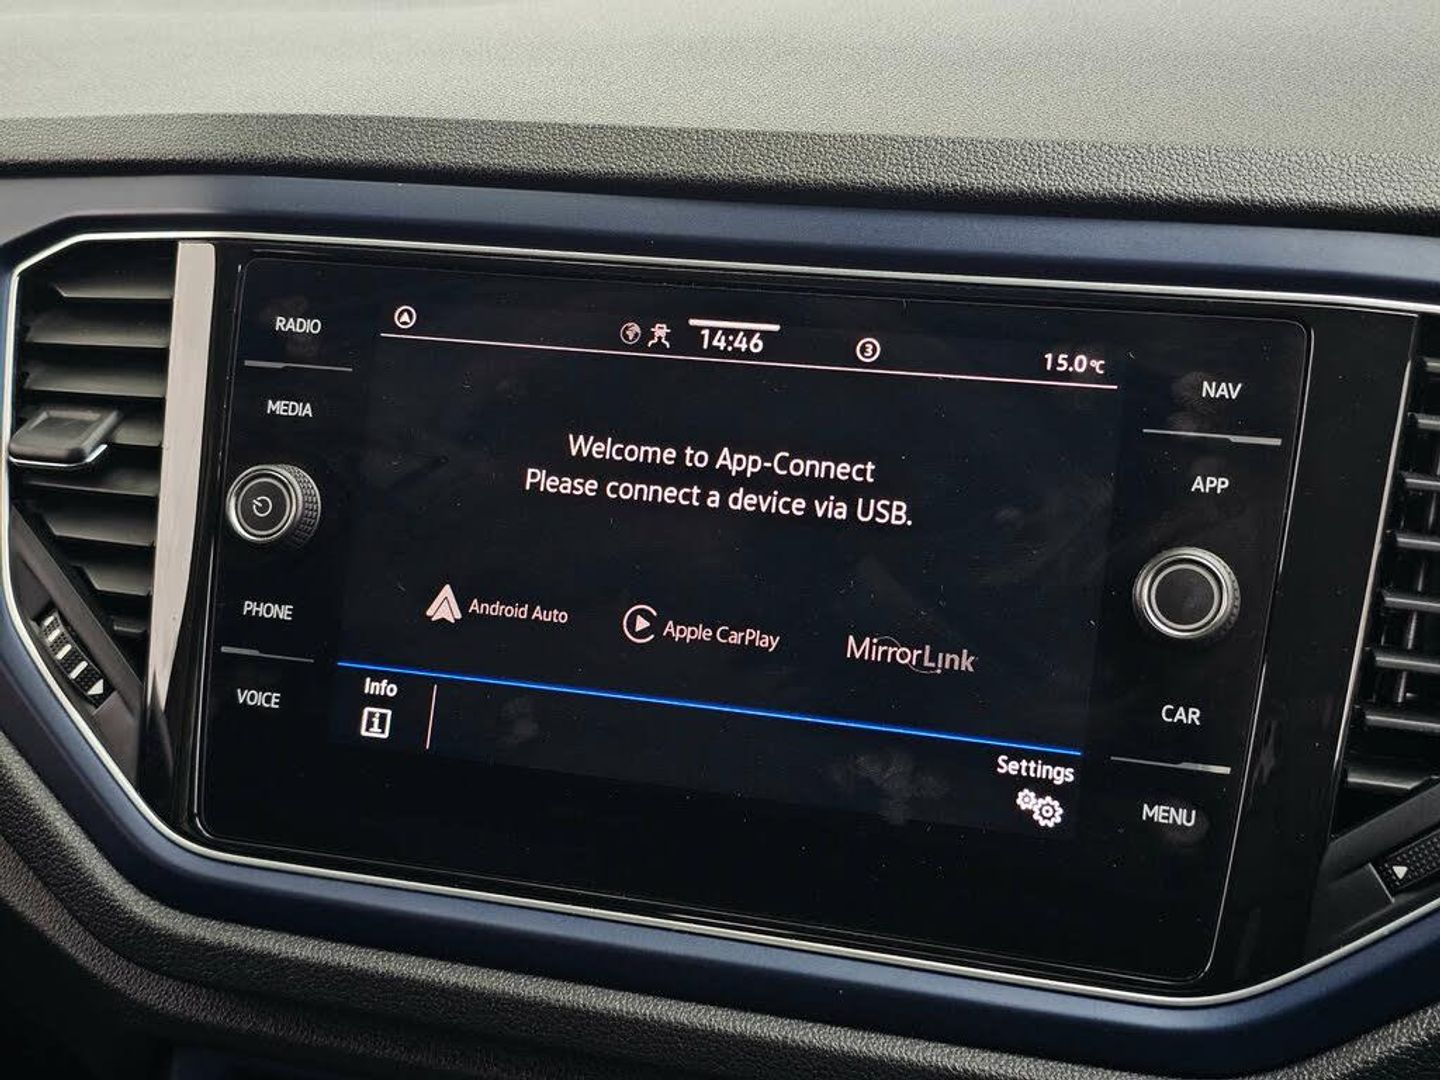 RADIO
MEDIA
PHONE
VOICE
14:46
3
15.0°C
Welcome to App-Connect
Please connect a device via USB.
Android Auto
Apple CarPlay
MirrorLink
Info
i
Settings
NAV
APP
CAR
MENU